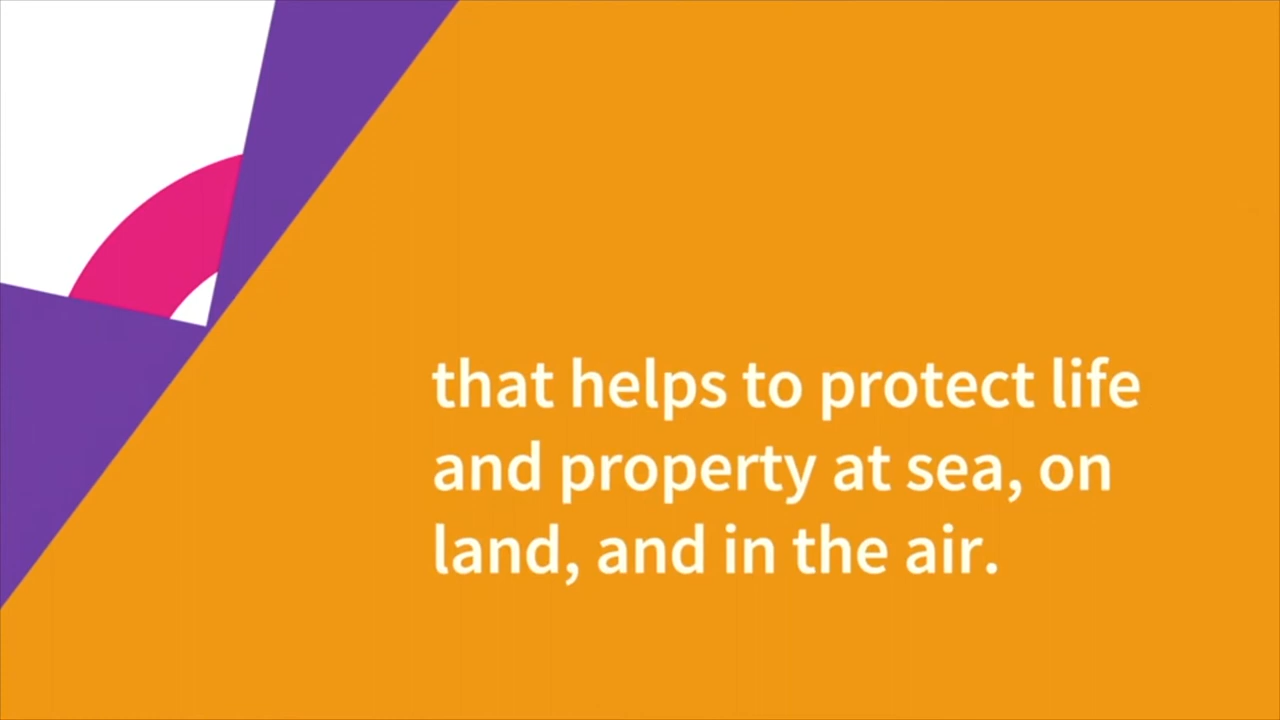 that helps to protect life
and property at sea, on
land, and in the air.